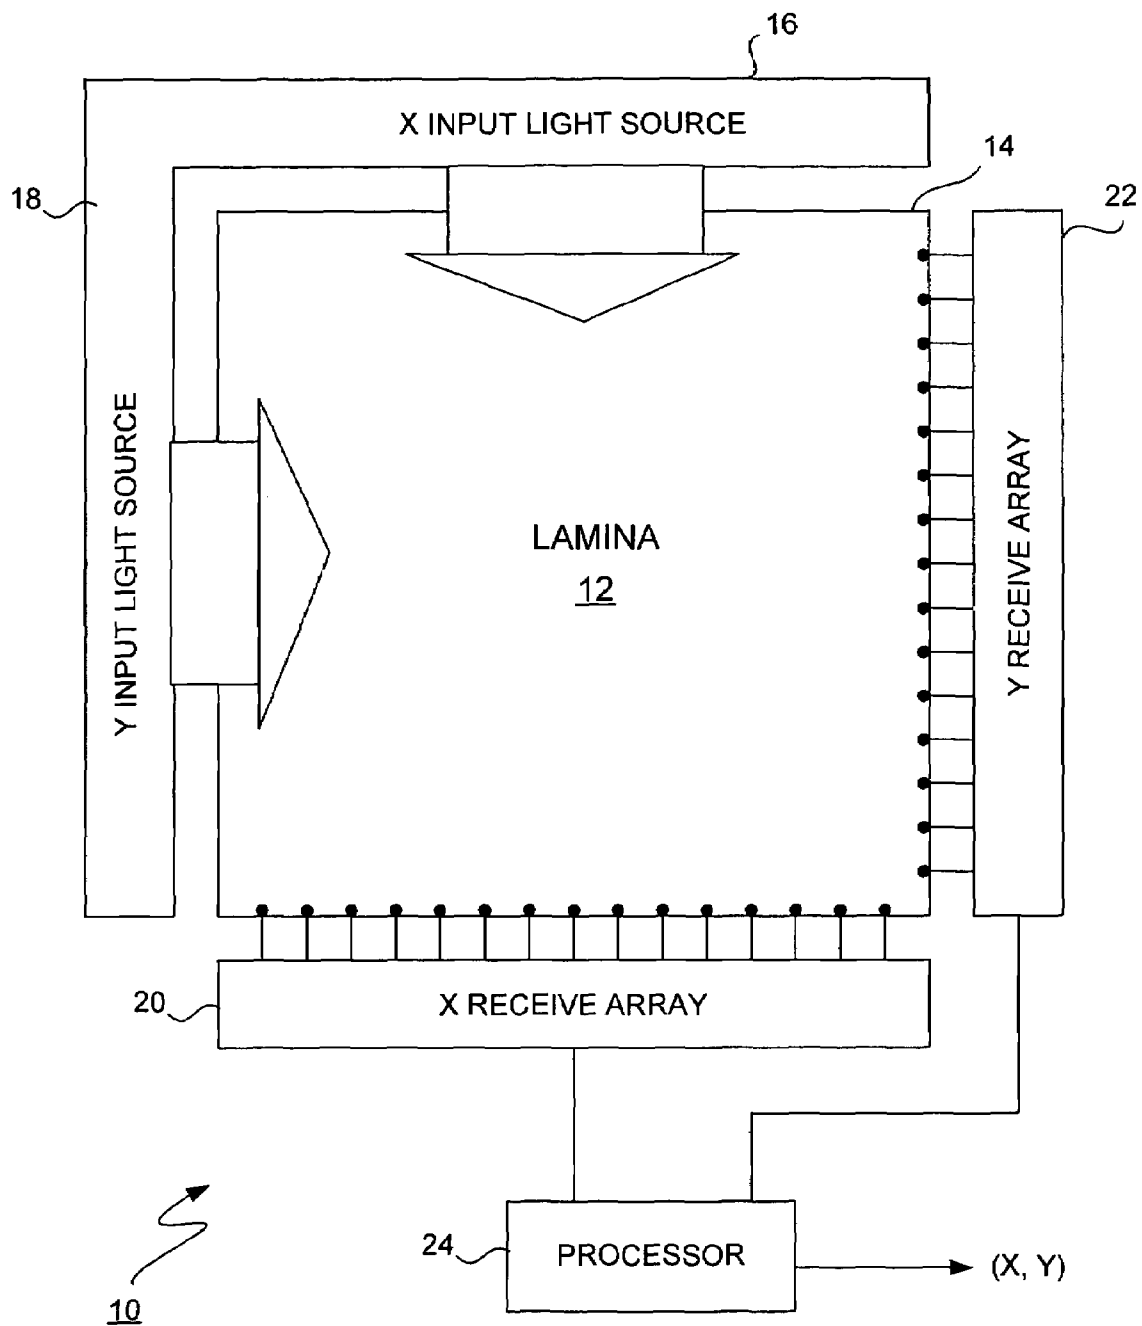 16
X INPUT LIGHT SOURCE
14
18
22
Y INPUT LIGHT SOURCE
LAMINA
12
Y RECEIVE ARRAY
20
X RECEIVE ARRAY
24
PROCESSOR
(X, Y)
10